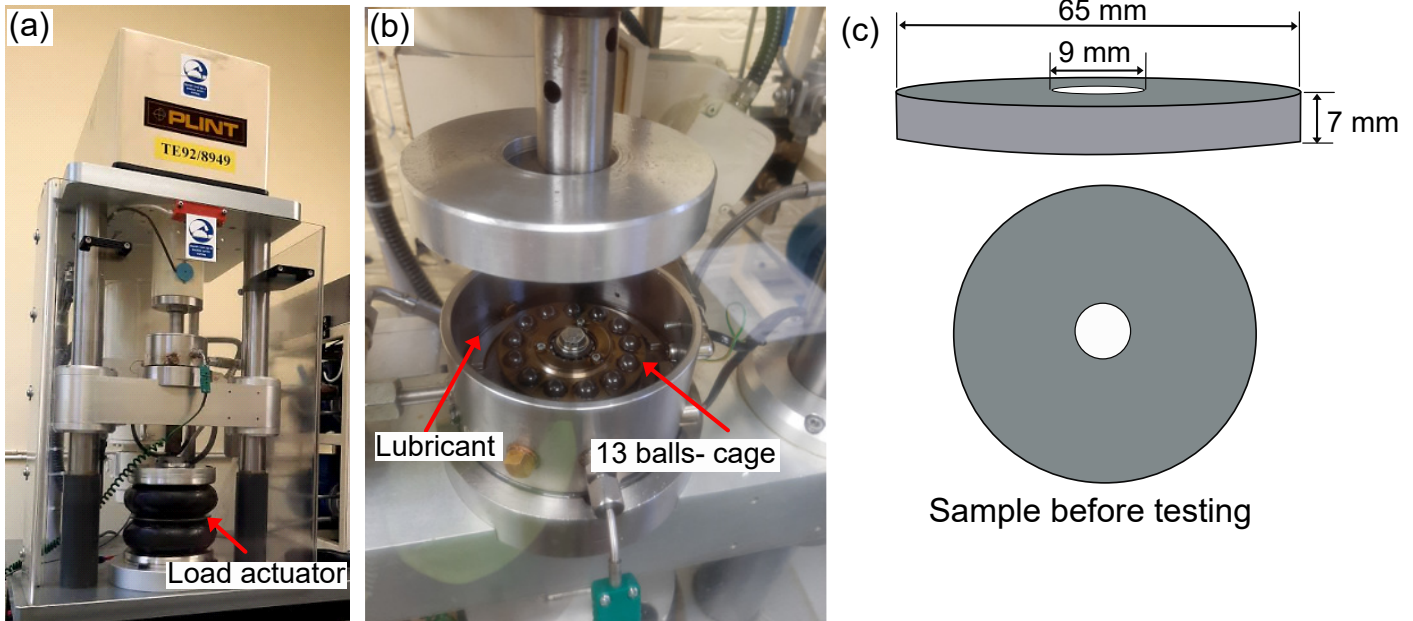 (a)
PLINT
TE92/8949
Load actuator
(b)
Lubricant
13 balls- cage
(c)
65 mm
9 mm
7 mm
Sample before testing